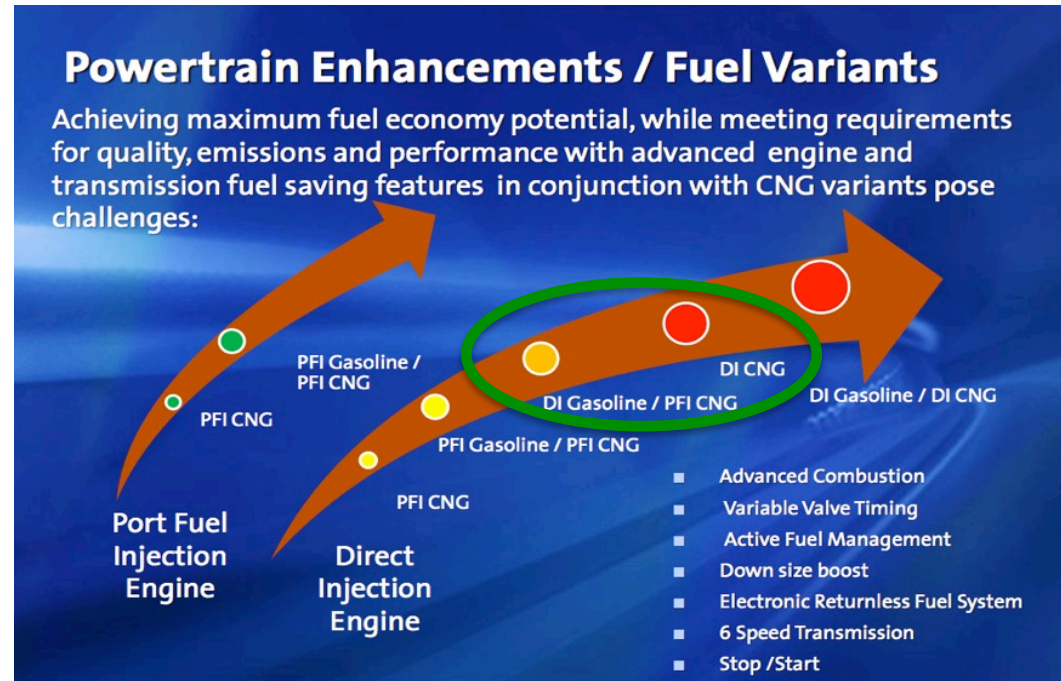 Powertrain Enhancements / Fuel Variants
Achieving maximum fuel economy potential, while meeting requirements
for quality, emissions and performance with advanced engine and
transmission fuel saving features in conjunction with CNG variants pose
challenges:
PFI Gasoline /
PFI CNG
PFI CNG
DI CNG
DI Gasoline / DI CNG
DI Gasoline / PFI CNG
PFI Gasoline / PFI CNG
PFI CNG
Port Fuel
Injection
Engine
Direct
Injection
Engine
Advanced Combustion
Variable Valve Timing
Active Fuel Management
Down size boost
Electronic Returnless Fuel System
6 Speed Transmission
Stop /Start